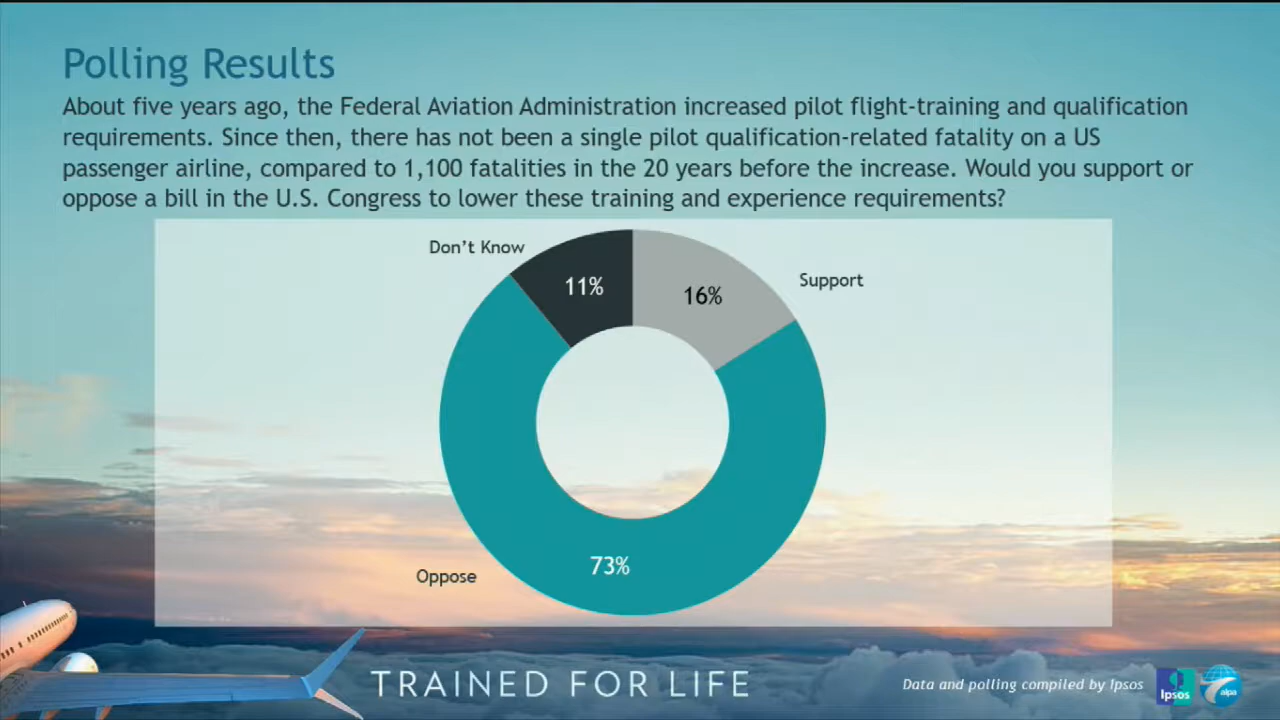 Polling Results
About five years ago, the Federal Aviation Administration increased pilot flight-training and qualification
requirements. Since then, there has not been a single pilot qualification-related fatality on a US
passenger airline, compared to 1,100 fatalities in the 20 years before the increase. Would you support or
oppose a bill in the U.S. Congress to lower these training and experience requirements?
Don't Know
11%
16%
Support
Oppose
73%
TRAINED FOR LIFE
Data and polling compiled by Ipsos
Ipsos
alpa